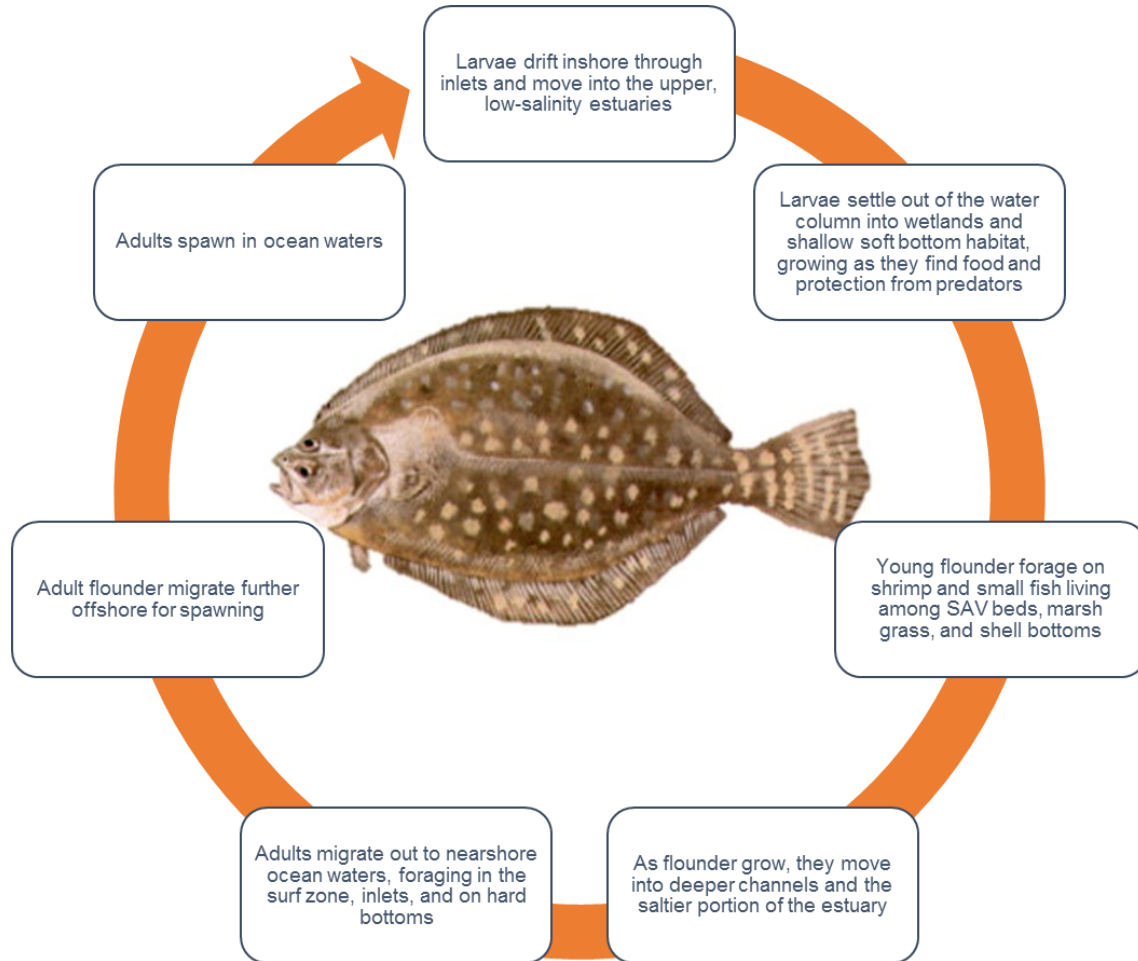 Larvae drift inshore through
inlets and move into the upper,
low-salinity estuaries
Larvae settle out of the water
column into wetlands and
shallow soft bottom habitat,
growing as they find food and
protection from predators
Young flounder forage on
shrimp and small fish living
among SAV beds, marsh
grass, and shell bottoms
As flounder grow, they move
into deeper channels and the
saltier portion of the estuary
Adults migrate out to nearshore
ocean waters, foraging in the
surf zone, inlets, and on hard
bottoms
Adult flounder migrate further
offshore for spawning
Adults spawn in ocean waters